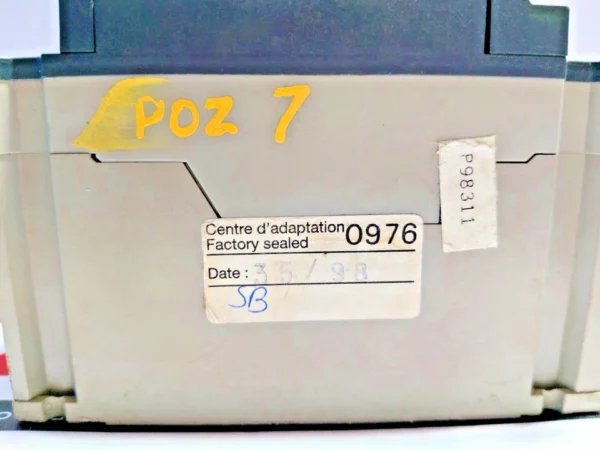 POZ 7
P98311
Centre d'adaptation 0976
Factory sealed
Date : 35/98
SB